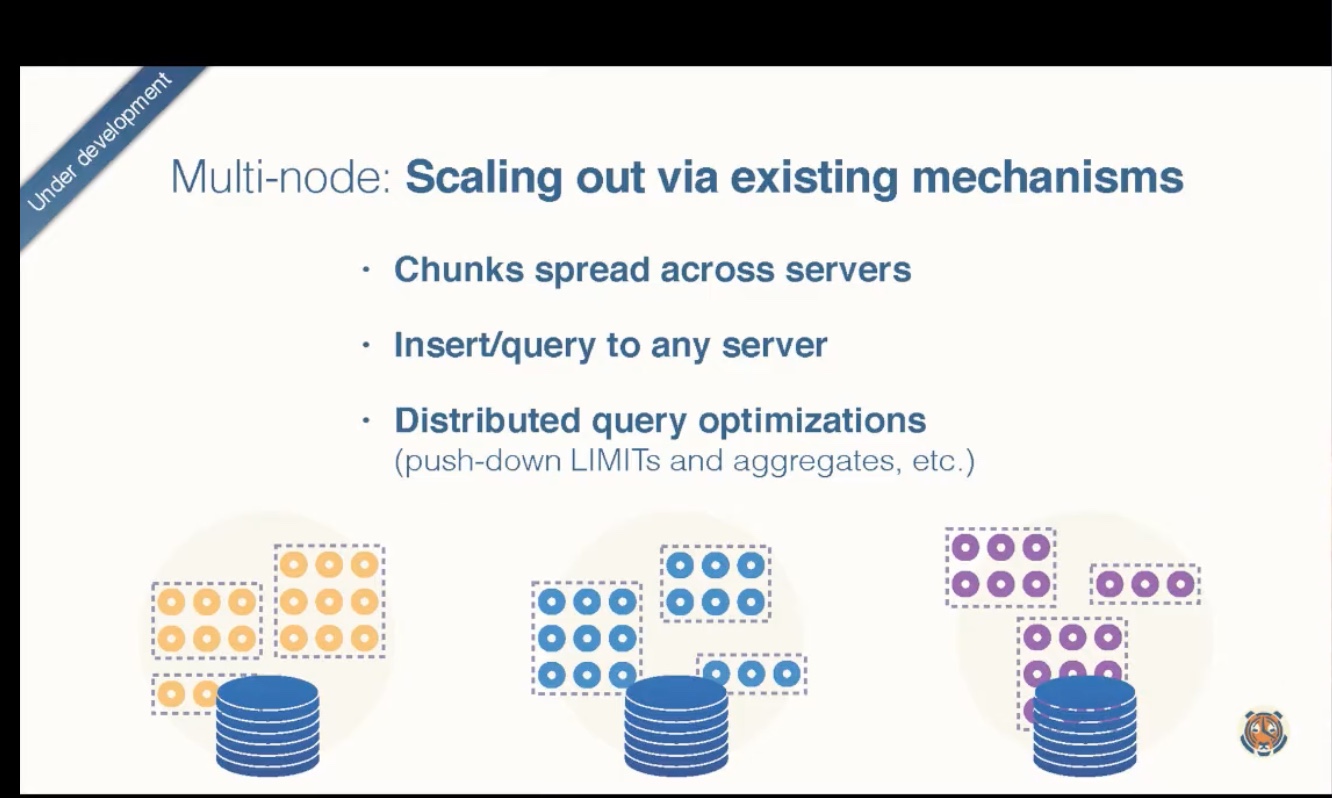 Under development
Multi-node: Scaling out via existing mechanisms
· Chunks spread across servers
· Insert/query to any server
· Distributed query optimizations
(push-down LIMITs and aggregates, etc.)